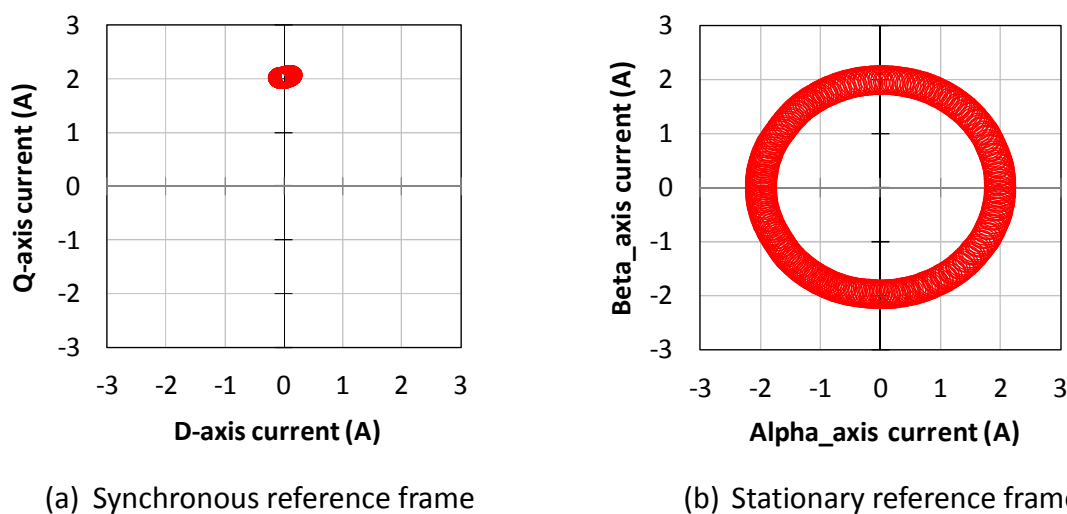 3
2
1
0
-1
-2
-3
-3 -2 -1 0 1 2 3
Q-axis current (A)
D-axis current (A)
(a) Synchronous reference frame
3
2
1
0
-1
-2
-3
-3 -2 -1 0 1 2 3
Beta_axis current (A)
Alpha_axis current (A)
(b) Stationary reference fram